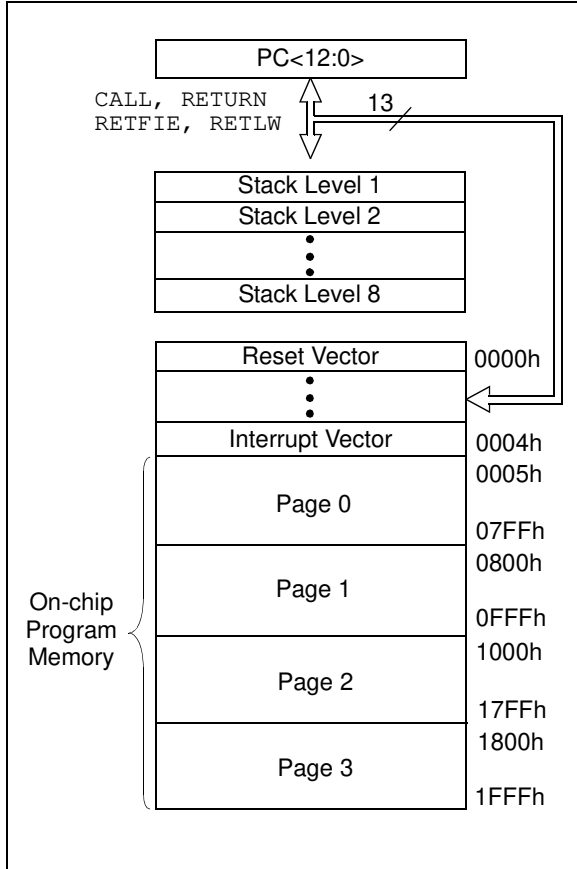 PC<12:0>
CALL, RETURN
RETFIE, RETLW
13
Stack Level 1
Stack Level 2
Stack Level 8
Reset Vector
0000h
Interrupt Vector
0004h
0005h
Page 0
07FFh
0800h
Page 1
0FFFh
On-chip
Program
Memory
1000h
Page 2
17FFh
1800h
Page 3
1FFFh